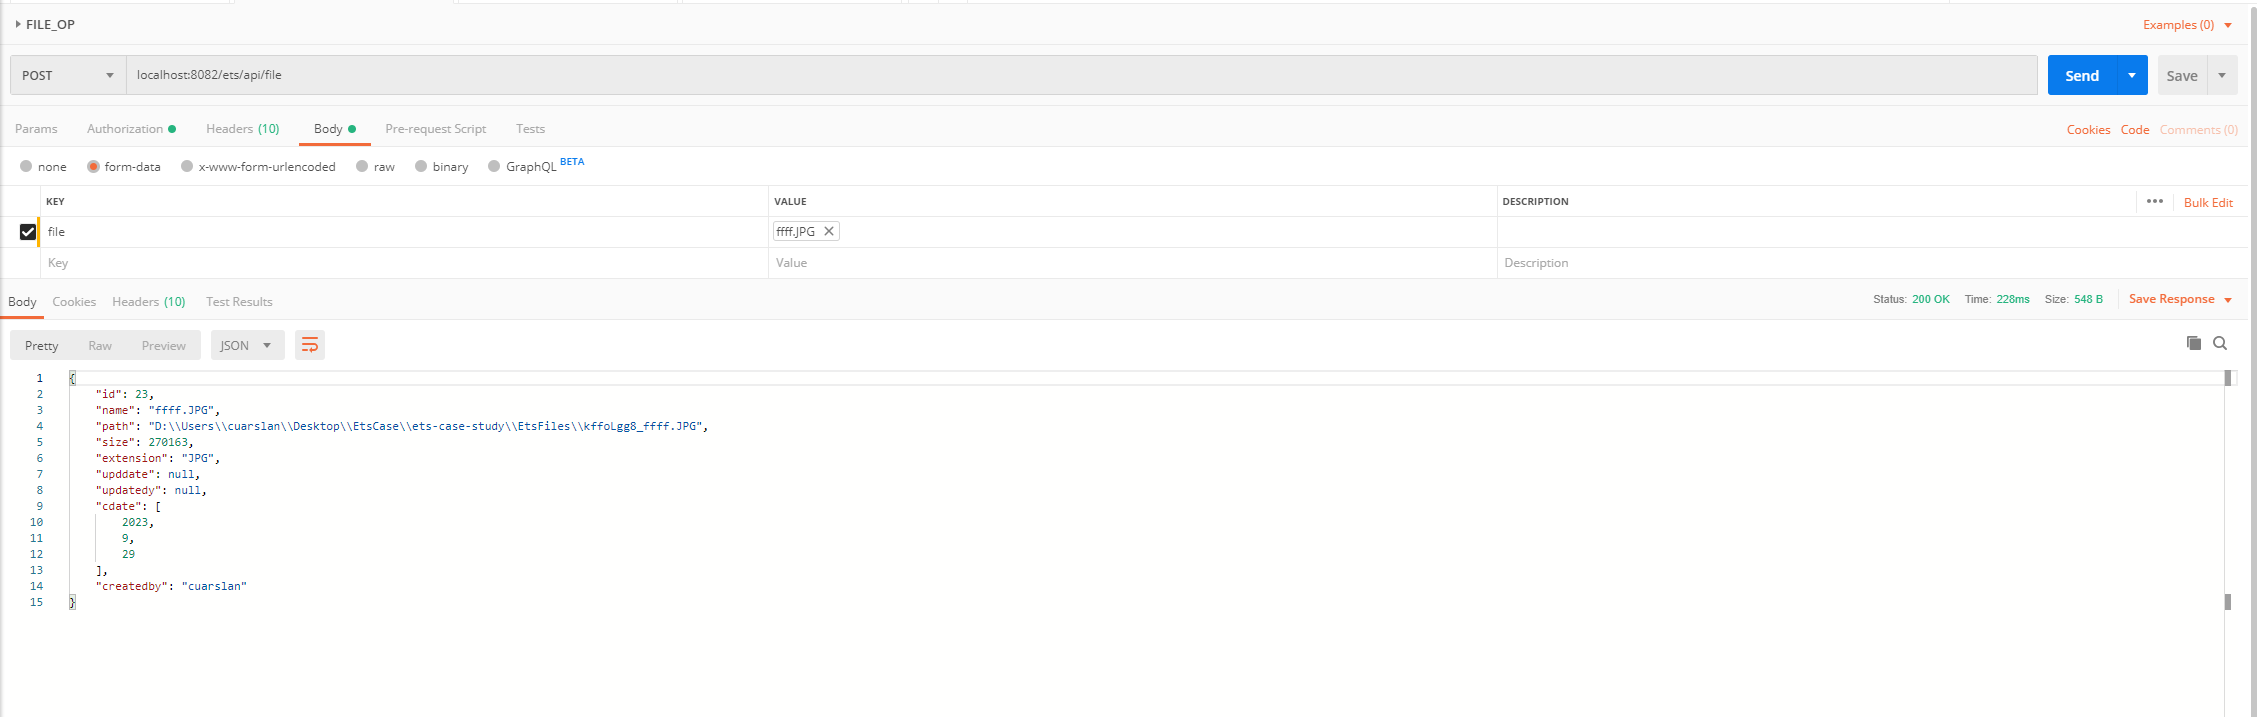 FILE_OP
Examples (0)
POST
localhost:8082/ets/api/file
Send
Save
Params Authorization Headers (10) Body Pre-request Script Tests
Cookies Code Comments (0)
none form-data x-www-form-urlencoded raw binary GraphQL BETA
KEY VALUE DESCRIPTION ••• Bulk Edit
file ffff.JPG
Key Value Description
Body Cookies Headers (10) Test Results
Status: 200 OK Time: 228ms Size: 548 B Save Response
Pretty Raw Preview JSON
1 {
2 "id": 23,
3 "name": "ffff.JPG",
4 "path": "D:\\Users\\cuarslan\\Desktop\\EtsCase\\ets-case-study\\EtsFiles\\kffoLgg8_ffff.JPG",
5 "size": 270163,
6 "extension": "JPG",
7 "upddate": null,
8 "updatedy": null,
9 "cdate": [
10 2023,
11 9,
12 29
13 ],
14 "createdby": "cuarslan"
15 }